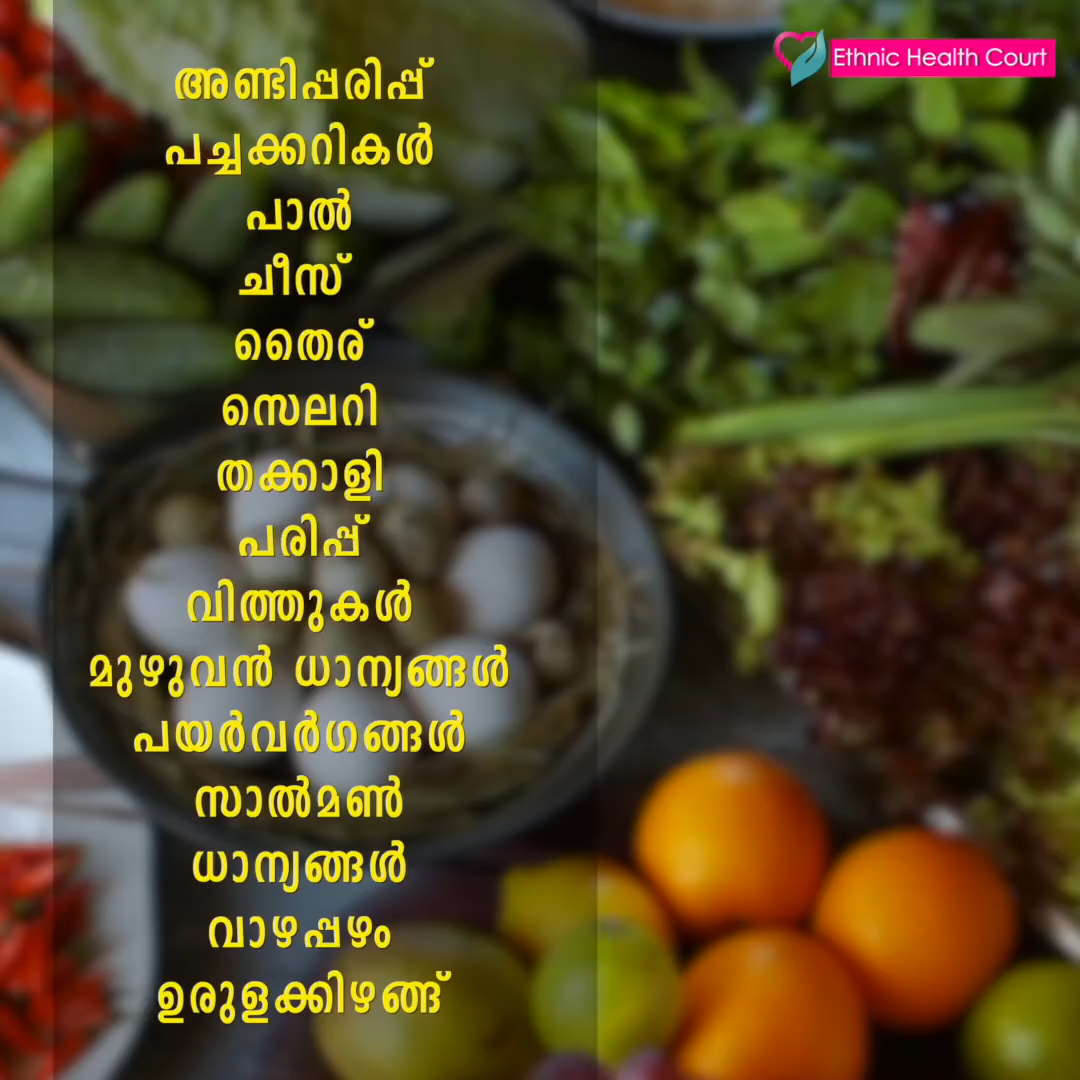 Ethnic Health Court
അണ്ടിപ്പരിപ്പ്
പച്ചക്കറികൾ
പാൽ
ചീസ്
തൈര്
സെലറി
തക്കാളി
പരിപ്പ്
വിത്തുകൾ
മുഴുവൻ ധാന്യങ്ങൾ
പയർവർഗങ്ങൾ
സാൽമൺ
ധാന്യങ്ങൾ
വാഴപ്പഴം
ഉരുളക്കിഴങ്ങ്